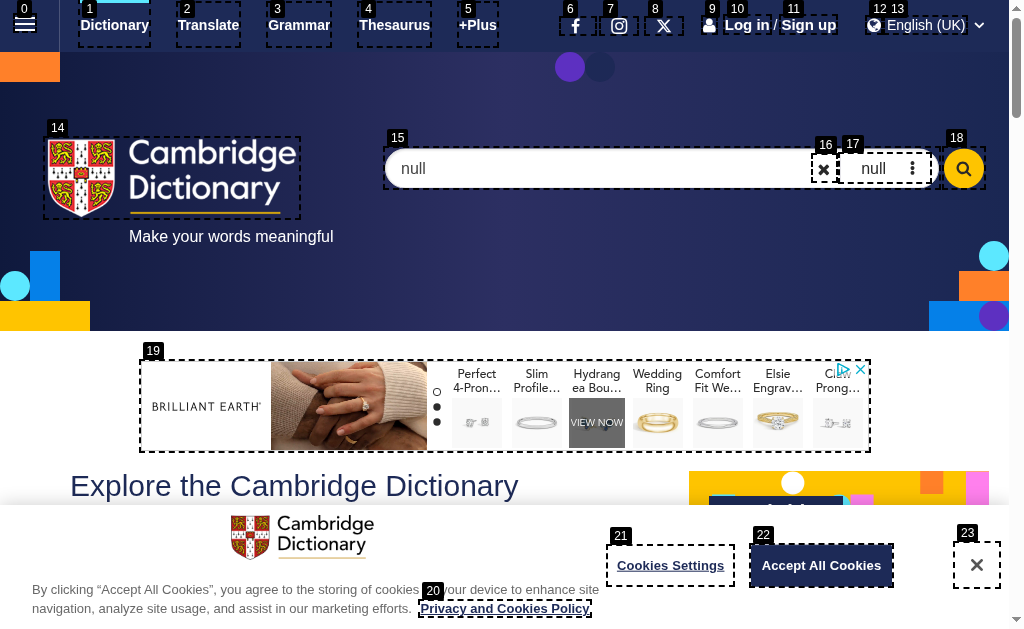 0 1 2 3 4 5 6 7 8 9 10 11 12 13
Dictionary Translate Grammar Thesaurus +Plus Log in / Sign up English (UK)
14 15 16 17 18
Cambridge
Dictionary
Make your words meaningful
null null
19
BRILLIANT EARTH
Perfect 4-Pron...
Slim Profile...
Hydrang ea Bou...
Wedding Ring
Comfort Fit We...
Elsie Engrav...
Prong...
VIEW NOW
Explore the Cambridge Dictionary
Cambridge
Dictionary
21 22 23
Cookies Settings Accept All Cookies
20
By clicking “Accept All Cookies”, you agree to the storing of cookies your device to enhance site
navigation, analyze site usage, and assist in our marketing efforts. Privacy and Cookies Policy